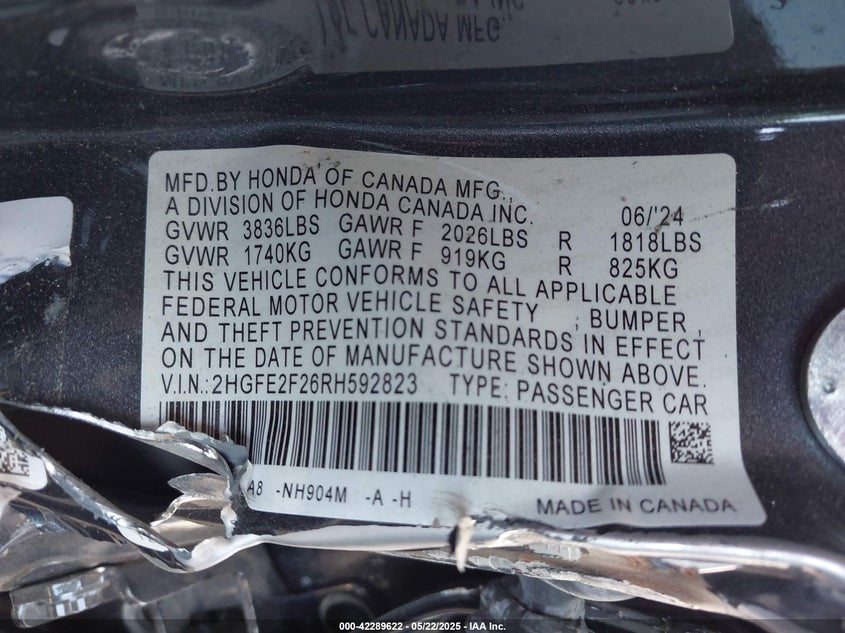 MFD.BY HONDA OF CANADA MFG.,
A DIVISION OF HONDA CANADA INC. 06/'24
GVWR 3836LBS GAWR F 2026LBS R 1818LBS
GVWR 1740KG GAWR F 919KG R 825KG
THIS VEHICLE CONFORMS TO ALL APPLICABLE
FEDERAL MOTOR VEHICLE SAFETY , BUMPER ,
AND THEFT PREVENTION STANDARDS IN EFFECT
ON THE DATE OF MANUFACTURE SHOWN ABOVE.
V.I.N.:2HGFE2F26RH592823 TYPE: PASSENGER CAR
A8 -NH904M -A -H
MADE IN CANADA
000-42289622 - 05/22/2025 - IAA Inc.